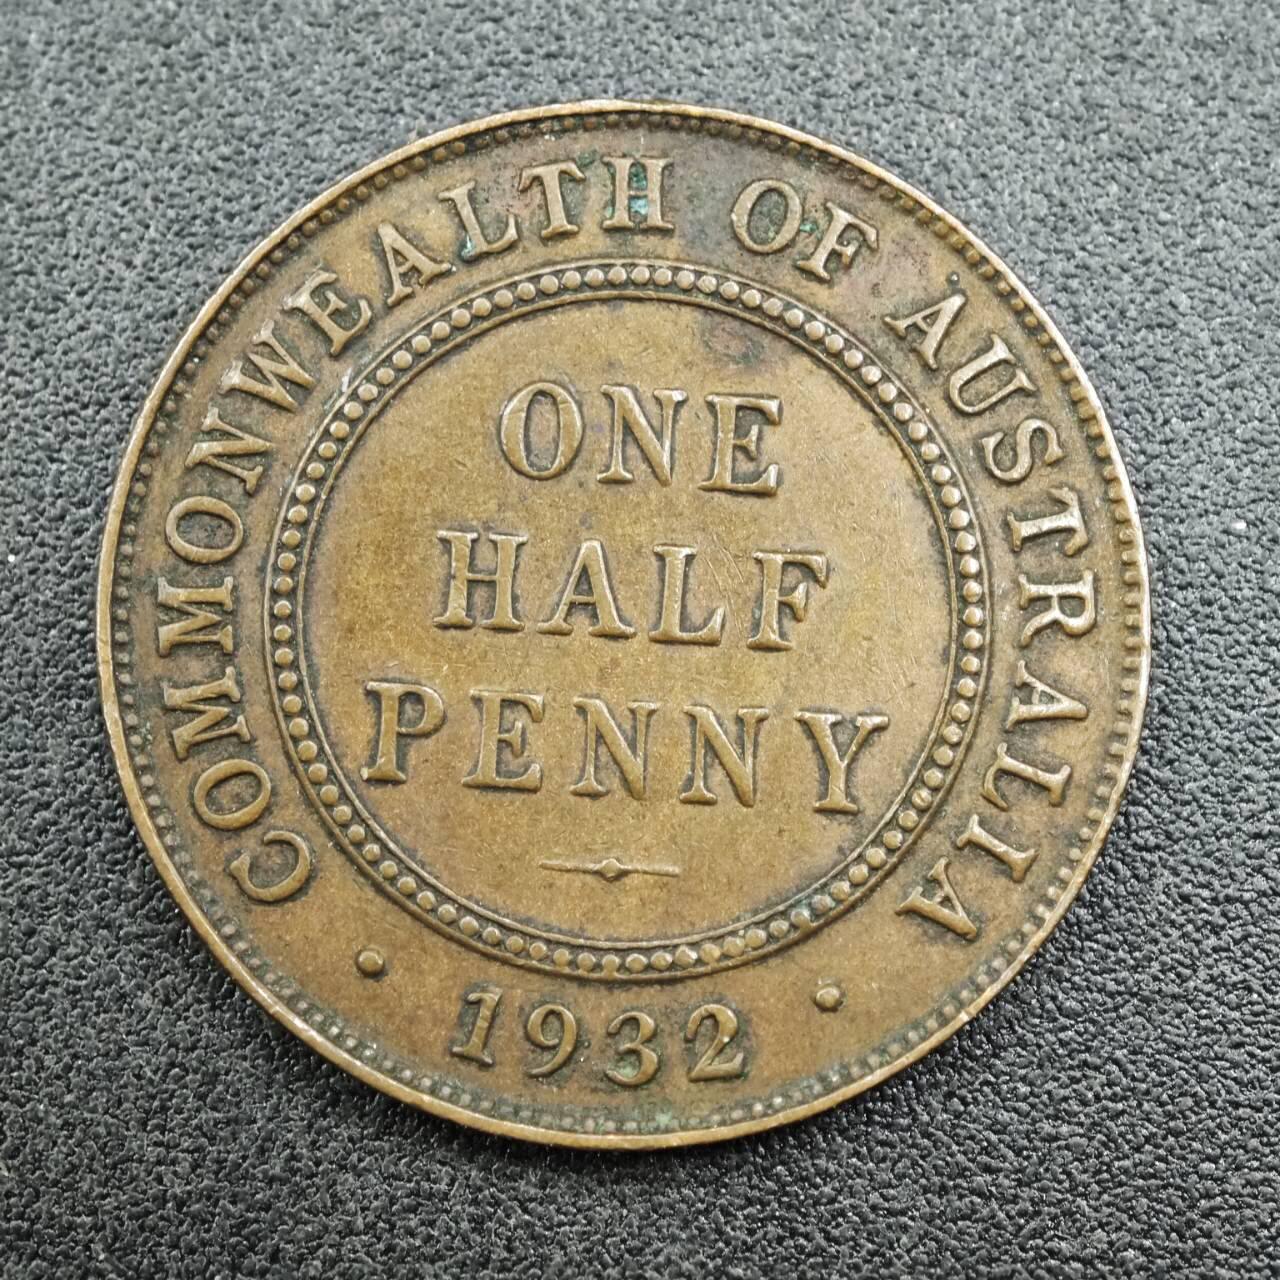 COMMONWEALTH OF AUSTRALIA
ONE
HALF
PENNY
1932